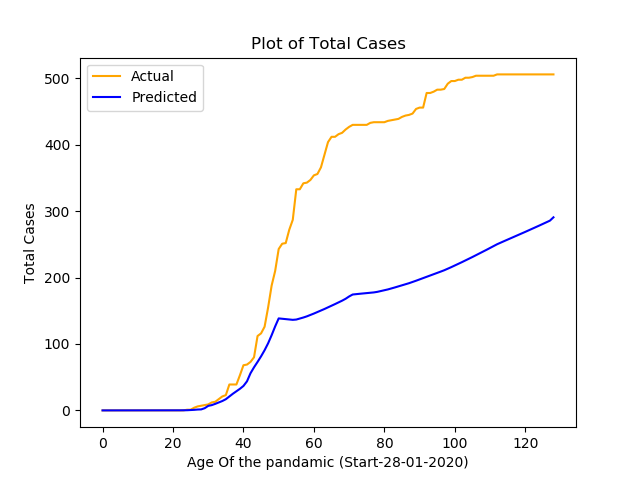 Plot of Total Cases
Actual
Predicted
500
400
300
200
100
0
Total Cases
0 20 40 60 80 100 120
Age Of the pandamic (Start-28-01-2020)